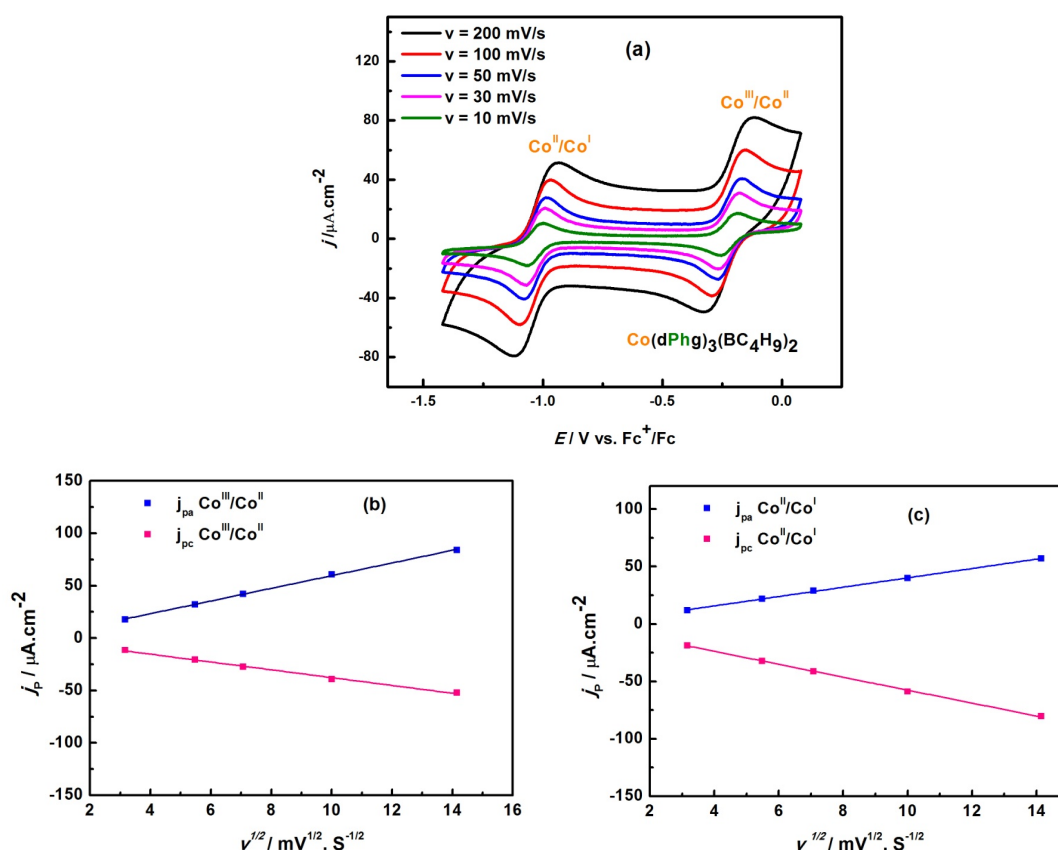 (a)
v = 200 mV/s
v = 100 mV/s
v = 50 mV/s
v = 30 mV/s
v = 10 mV/s
Co^II/Co^I
Co^III/Co^II
Co(dPhg)3(BC4H9)2
j/μA.cm-2
120
80
40
0
-40
-80
-1.5
-1.0
-0.5
0.0
E / V vs. Fc+/Fc
(b)
j_pa Co^III/Co^II
j_pc Co^III/Co^II
j_P / μA.cm-2
150
100
50
0
-50
-100
-150
2
4
6
8
10
12
14
16
v^1/2 / mV^1/2. S^-1/2
(c)
j_pa Co^II/Co^I
j_pc Co^II/Co^I
j_P / μA.cm-2
100
50
0
-50
-100
-150
2
4
6
8
10
12
14
v^1/2 / mV^1/2. S^-1/2